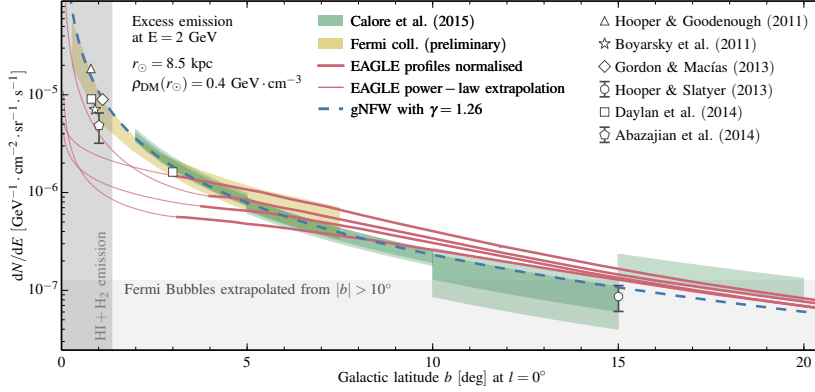 Excess emission
at E = 2 GeV
r⊙ = 8.5 kpc
ρDM(r⊙) = 0.4 GeV·cm⁻³
Calore et al. (2015)
Fermi coll. (preliminary)
EAGLE profiles normalised
EAGLE power−law extrapolation
gNFW with γ = 1.26
Hooper & Goodenough (2011)
Boyarsky et al. (2011)
Gordon & Macías (2013)
Hooper & Slatyer (2013)
Daylan et al. (2014)
Abazajian et al. (2014)
dN/dE [GeV⁻¹·cm⁻²·sr⁻¹·s⁻¹]
10⁻⁵
10⁻⁶
10⁻⁷
HI + H₂ emission
Fermi Bubbles extrapolated from |b| > 10°
0 5 10 15 20
Galactic latitude b [deg] at l = 0°